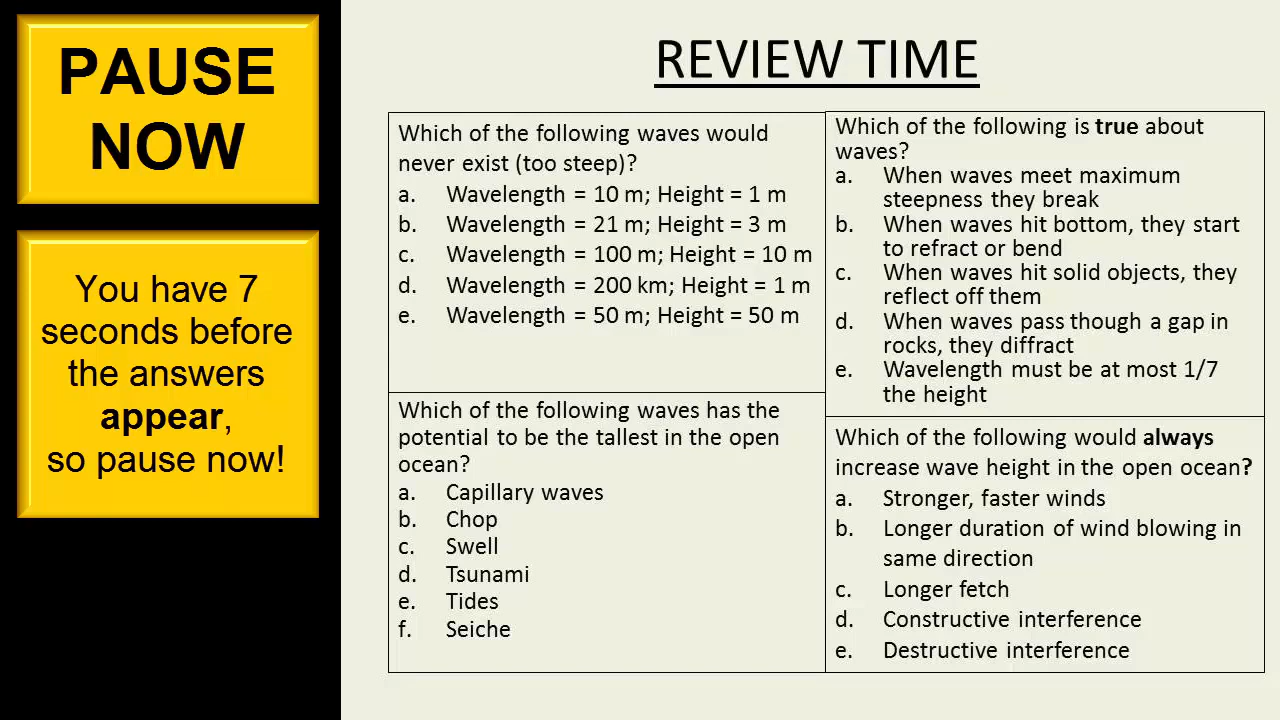 PAUSE
NOW
You have 7
seconds before
the answers
appear,
so pause now!
REVIEW TIME
Which of the following waves would
never exist (too steep)?
a. Wavelength = 10 m; Height = 1 m
b. Wavelength = 21 m; Height = 3 m
c. Wavelength = 100 m; Height = 10 m
d. Wavelength = 200 km; Height = 1 m
e. Wavelength = 50 m; Height = 50 m
Which of the following is true about
waves?
a. When waves meet maximum
steepness they break
b. When waves hit bottom, they start
to refract or bend
c. When waves hit solid objects, they
reflect off them
d. When waves pass though a gap in
rocks, they diffract
e. Wavelength must be at most 1/7
the height
Which of the following waves has the
potential to be the tallest in the open
ocean?
a. Capillary waves
b. Chop
c. Swell
d. Tsunami
e. Tides
f. Seiche
Which of the following would always
increase wave height in the open ocean?
a. Stronger, faster winds
b. Longer duration of wind blowing in
same direction
c. Longer fetch
d. Constructive interference
e. Destructive interference